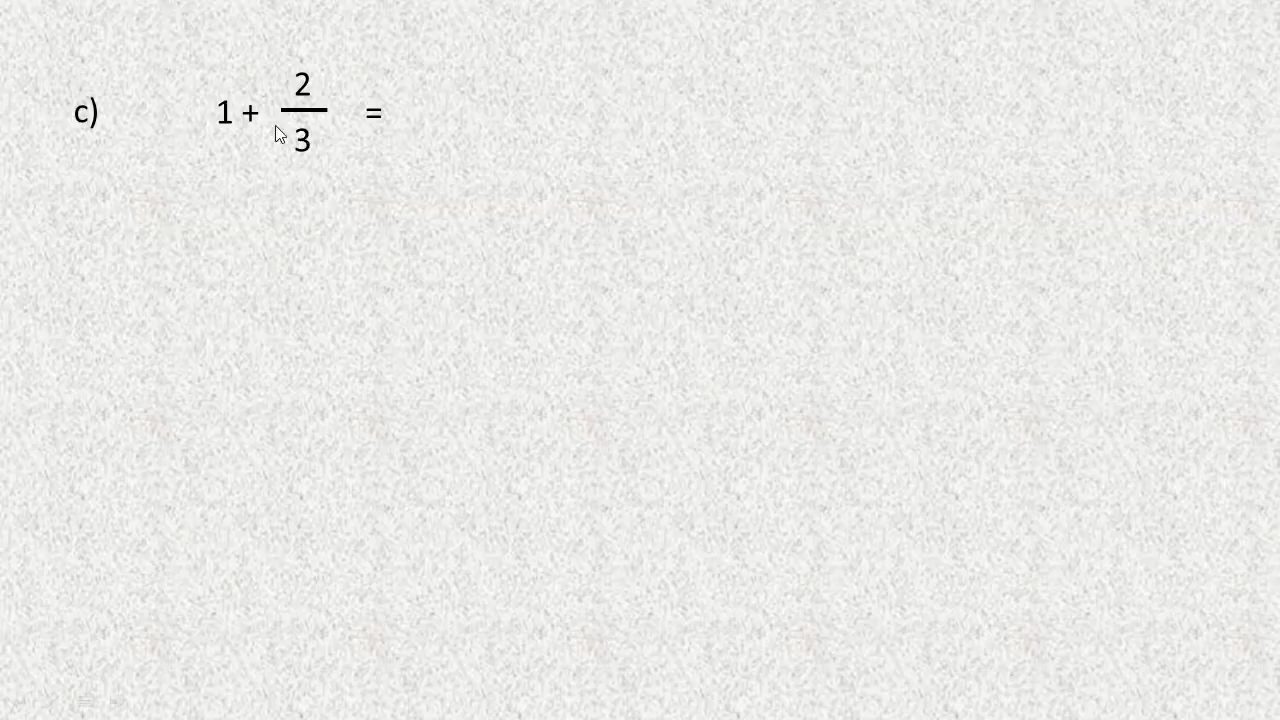 c) 1 + 2/3 =